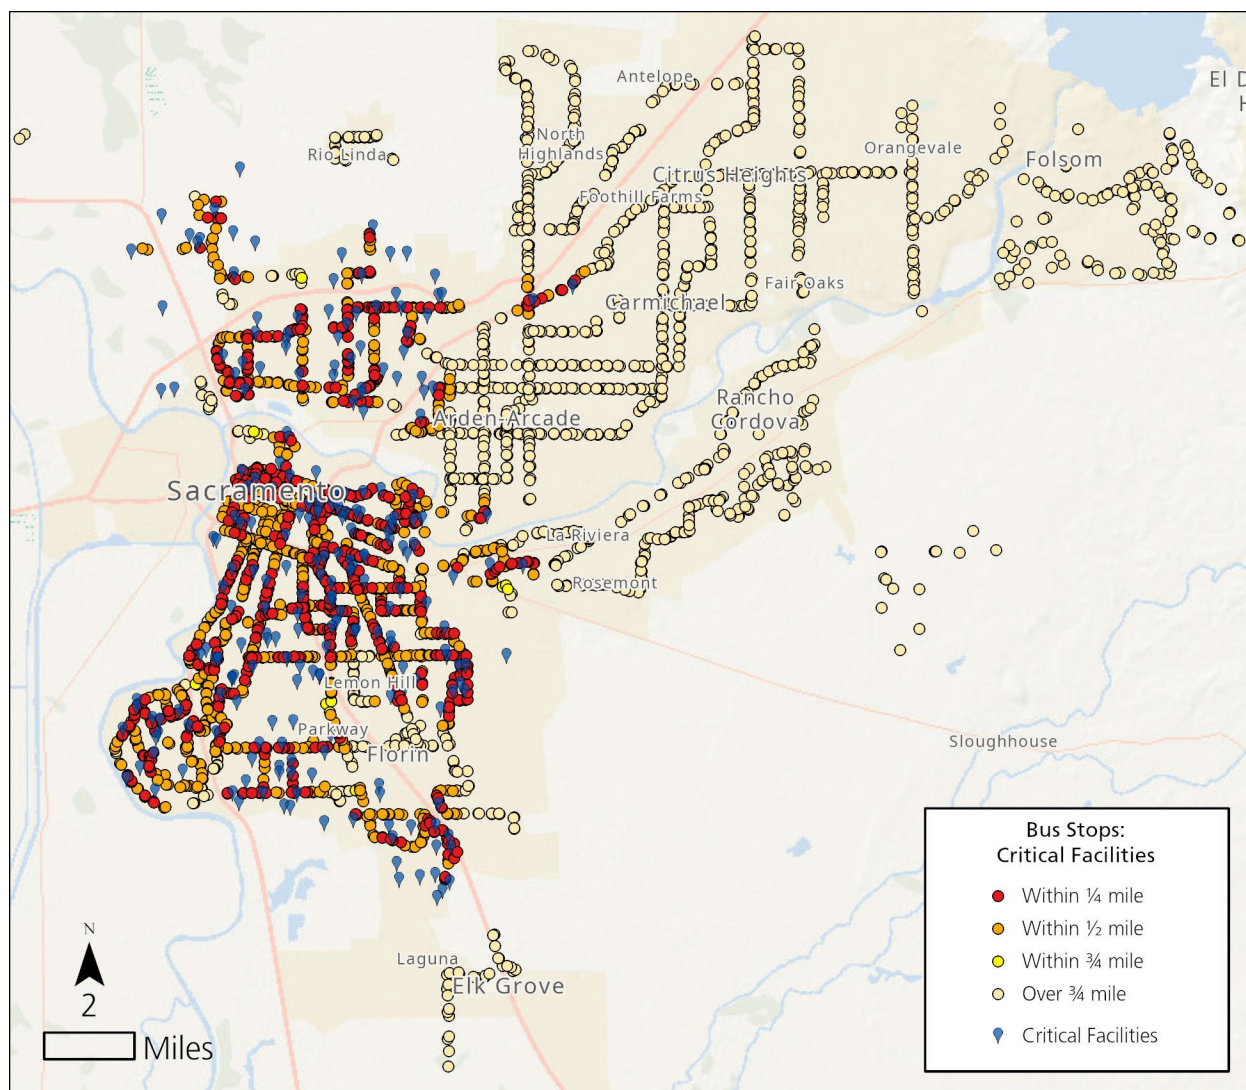 El D
H
Antelope
North
Highlands
Rio Linda
Orangevale
Folsom
Citrus Heights
Foothill Farms
Fair Oaks
Carmichael
Rancho
Cordova
Arden-Arcade
Sacramento
La Riviera
Rosemont
Lemon Hill
Parkway
Florin
Sloughhouse
Laguna
Elk Grove
Bus Stops:
Critical Facilities
Within ¼ mile
Within ½ mile
Within ¾ mile
Over ¾ mile
Critical Facilities
N
2
Miles